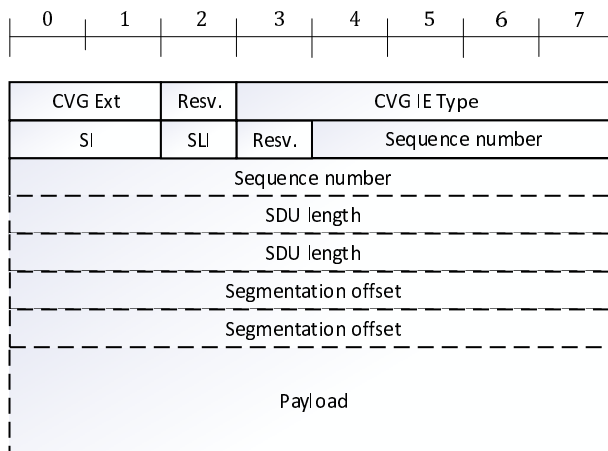 0 1 2 3 4 5 6 7
CVG Ext Resv. CVG IE Type
SI SLI Resv. Sequence number
Sequence number
SDU length
SDU length
Segmentation offset
Segmentation offset
Payload